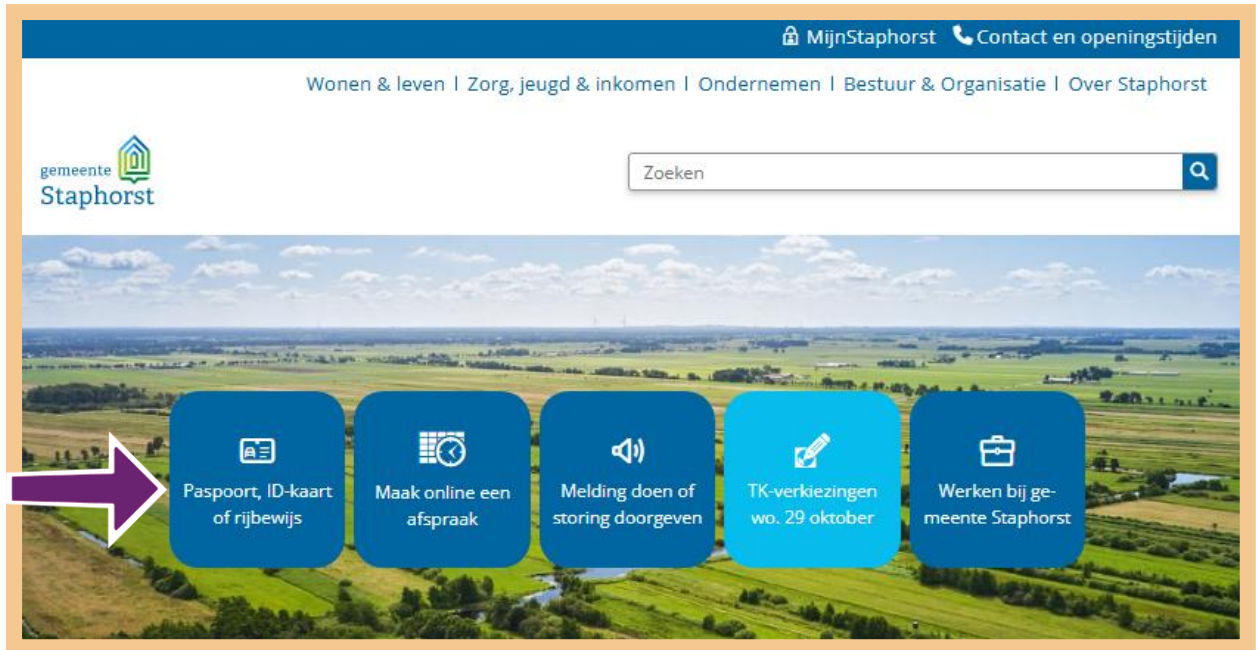 MijnStaphorst Contact en openingstijden
Wonen & leven | Zorg, jeugd & inkomen | Ondernemen | Bestuur & Organisatie | Over Staphorst
gemeente
Staphorst
Zoeken
Paspoort, ID-kaart
of rijbewijs
Maak online een
afspraak
Melding doen of
storing doorgeven
TK-verkiezingen
wo. 29 oktober
Werken bij ge-
meente Staphorst